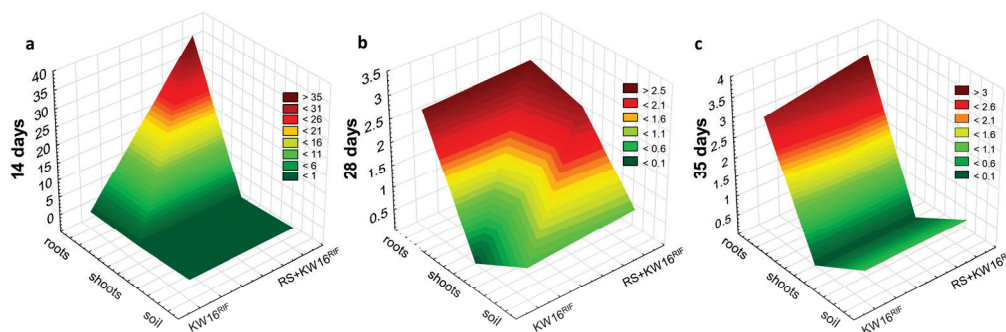 a
14 days
40
35
30
25
20
15
10
5
0
roots
shoots
soil
KW16RIF
RS+KW16RIF
> 35
< 31
< 26
< 21
< 16
< 11
< 6
< 1
b
28 days
3.5
3
2.5
2
1.5
1
0.5
roots
shoots
soil
KW16RIF
RS+KW16RIF
> 2.5
< 2.1
< 1.6
< 1.1
< 0.6
< 0.1
c
35 days
4
3.5
3
2.5
2
1.5
1
0.5
roots
shoots
soil
KW16RIF
RS+KW16RIF
> 3
< 2.6
< 2.1
< 1.6
< 1.1
< 0.6
< 0.1